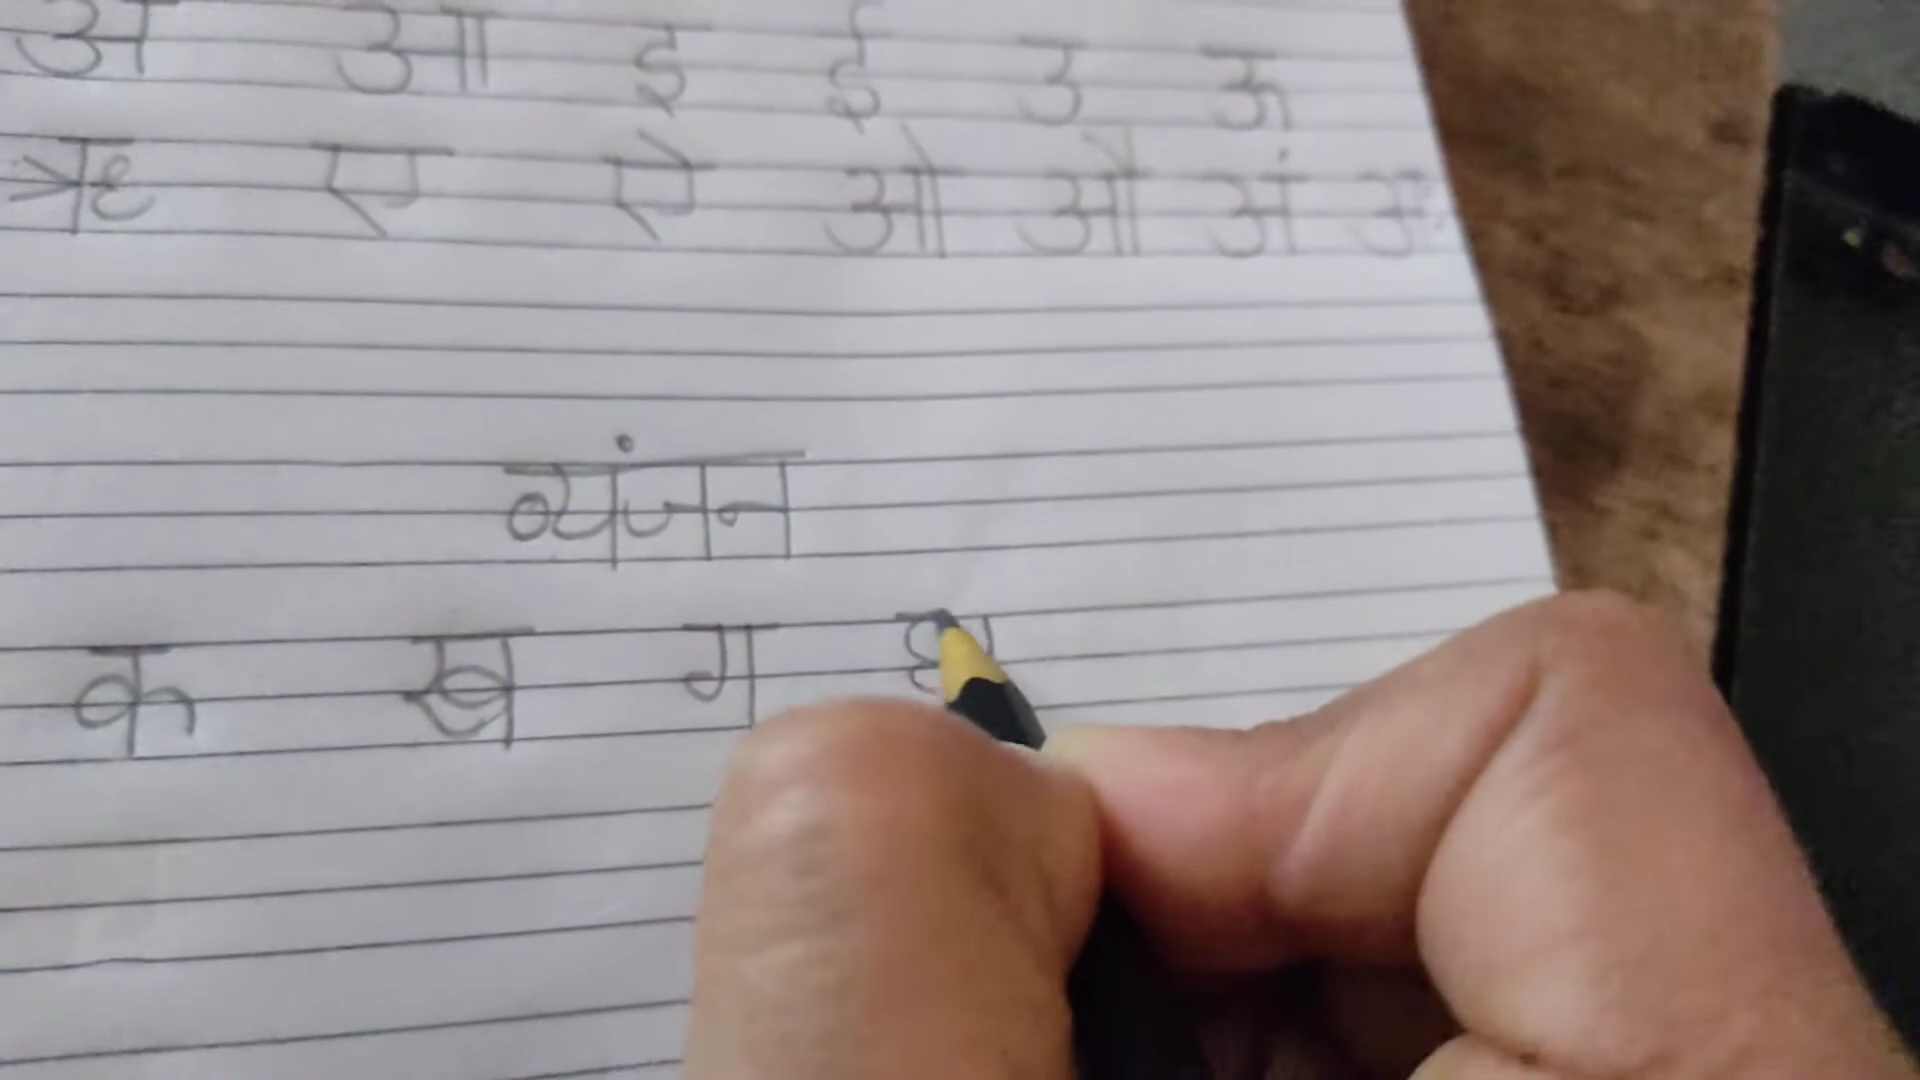 अ आ इ ई उ ऊ
ऋ ए ऐ ओ औ अं अः
व्यंजन
क ख ग घ